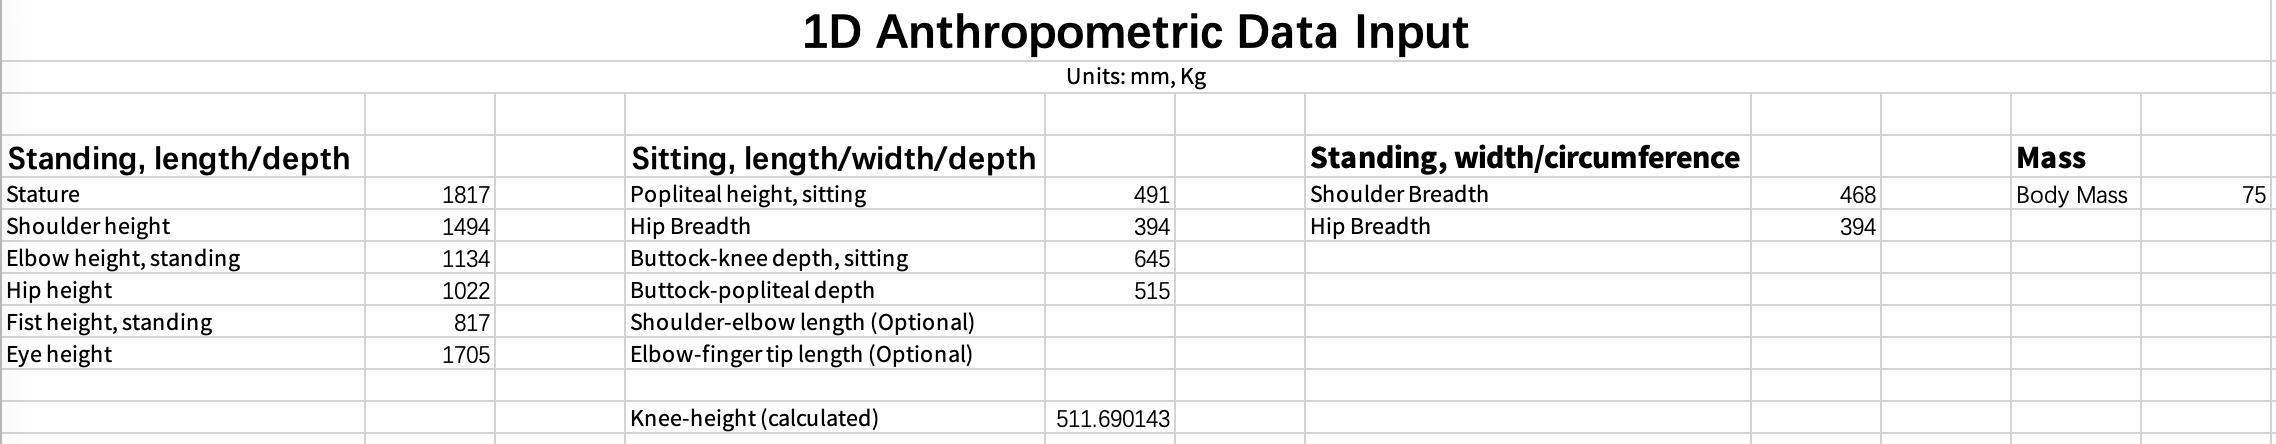 1D Anthropometric Data Input
Units: mm, Kg
Standing, length/depth Sitting, length/width/depth Standing, width/circumference Mass
Stature 1817 Popliteal height, sitting 491 Shoulder Breadth 468 Body Mass 75
Shoulder height 1494 Hip Breadth 394 Hip Breadth 394
Elbow height, standing 1134 Buttock-knee depth, sitting 645
Hip height 1022 Buttock-popliteal depth 515
Fist height, standing 817 Shoulder-elbow length (Optional)
Eye height 1705 Elbow-finger tip length (Optional)
Knee-height (calculated) 511.690143